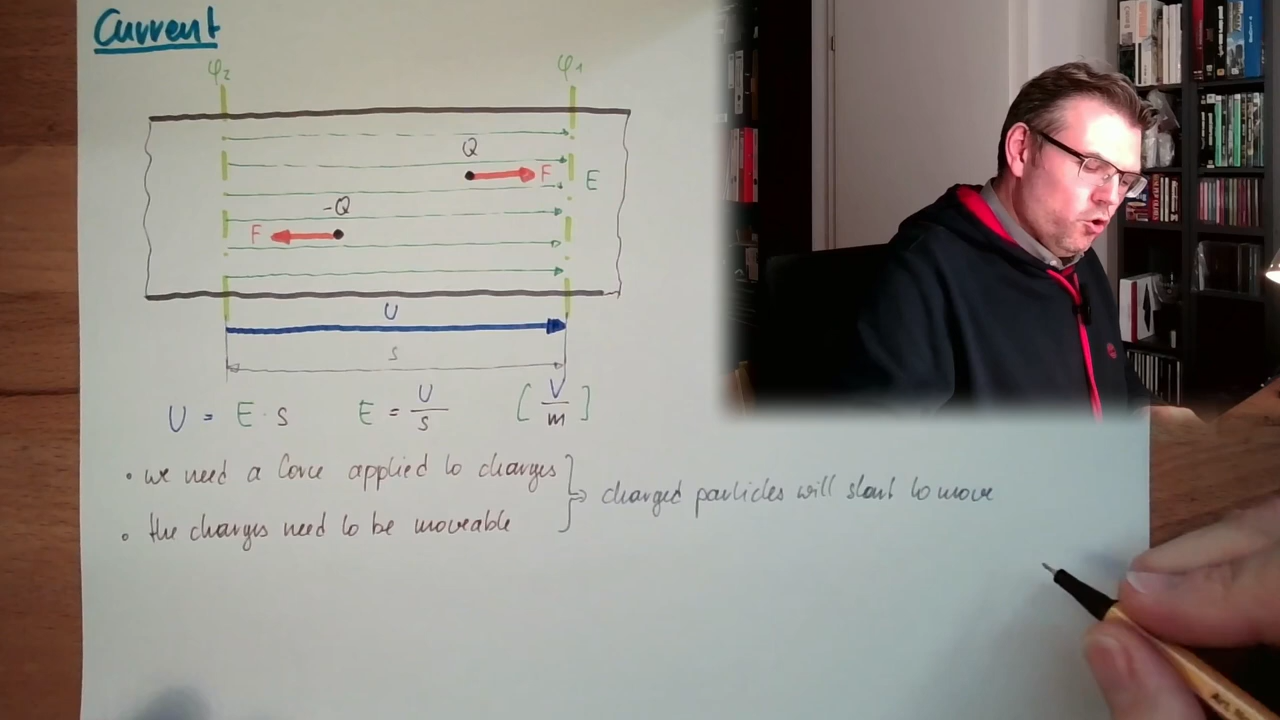 Current
φ₂ φ₁
Q
F E
-Q
F
U
s
U = E · s E = U/s [V/m]
• we need a force applied to charges
⇒ charged particles will start to move
• the charges need to be moveable